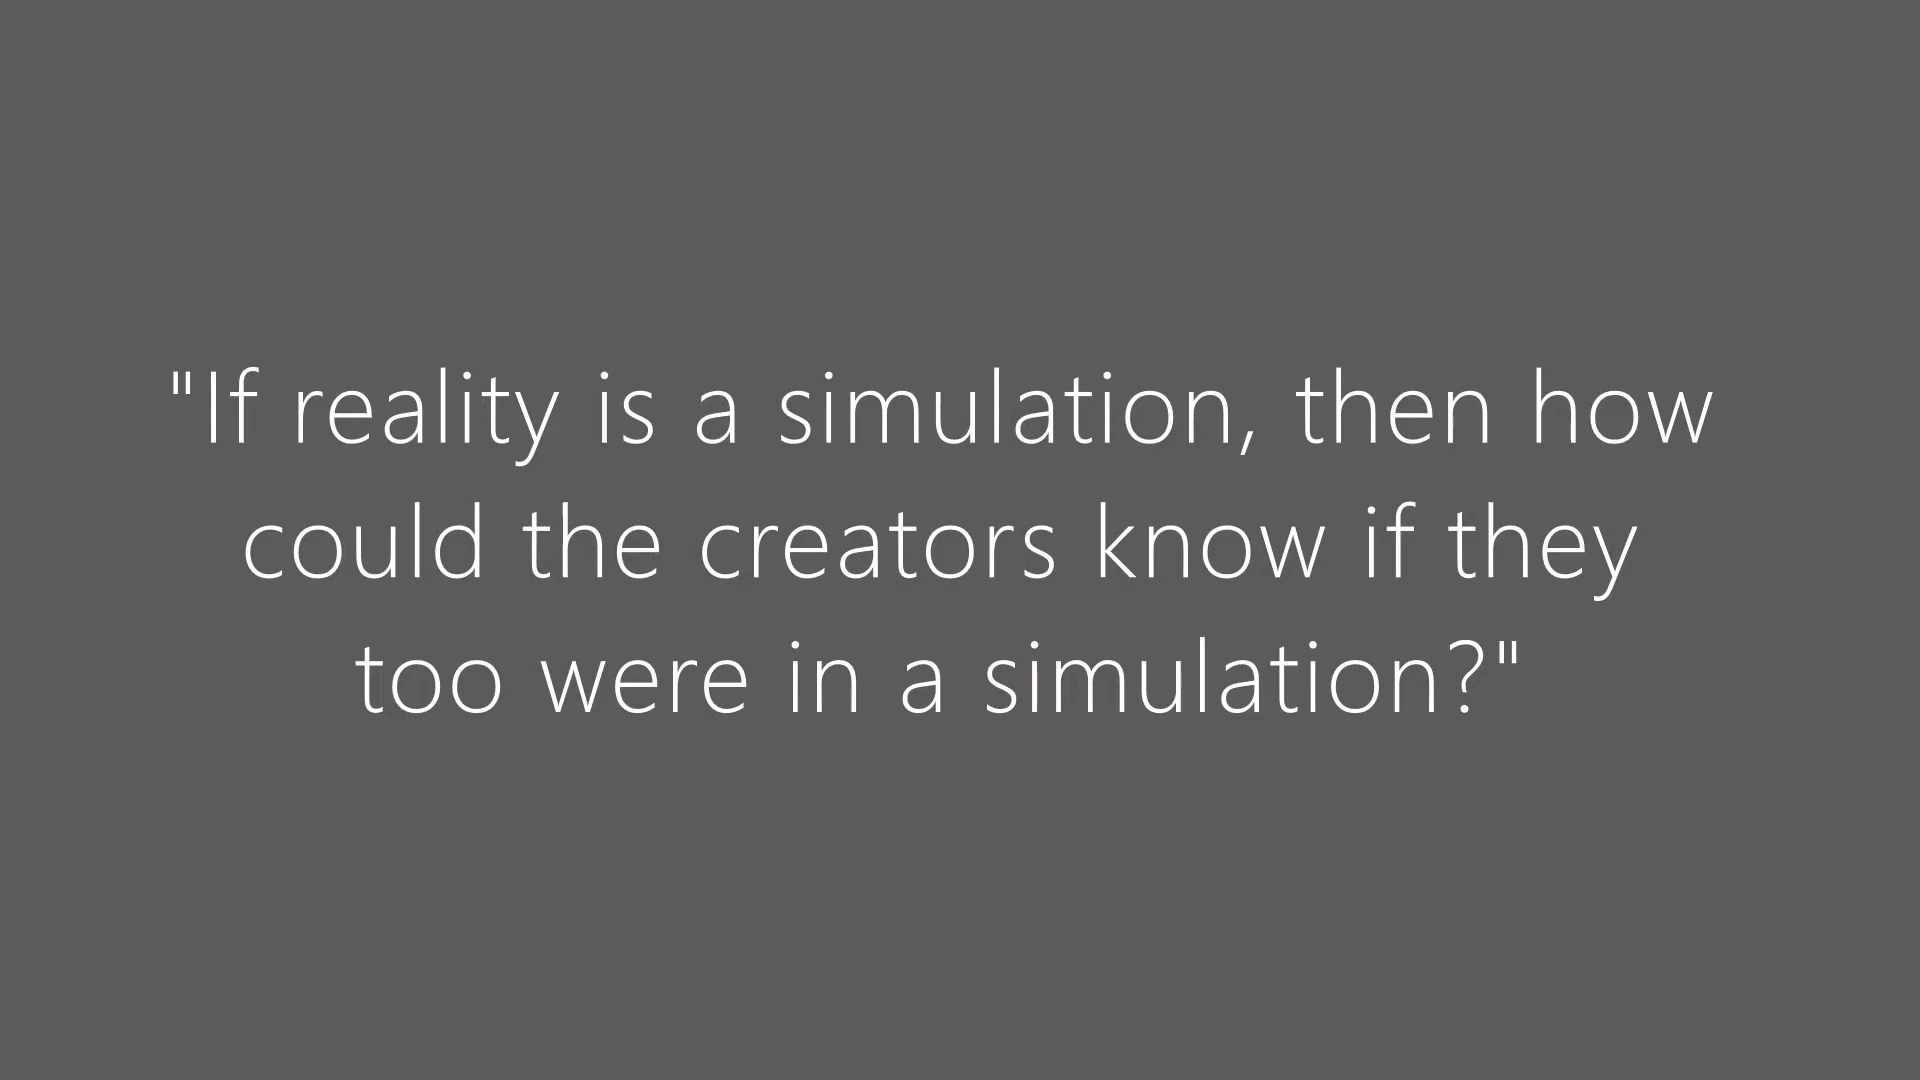 "If reality is a simulation, then how
could the creators know if they
too were in a simulation?"